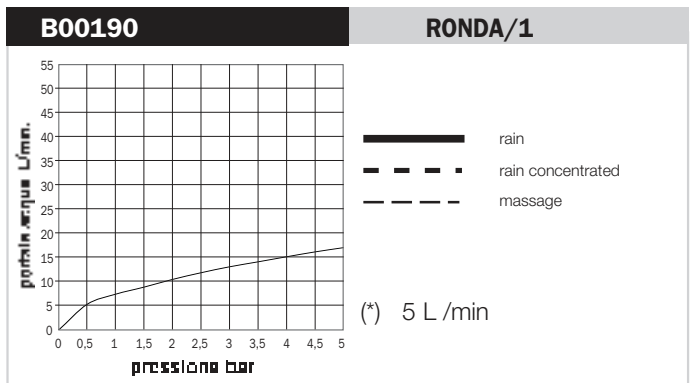 B00190
RONDA/1
55
50
45
40
35
30
25
20
15
10
5
0
0 0,5 1 1,5 2 2,5 3 3,5 4 4,5 5
pressione bar
portata acqua L/mn.
rain
rain concentrated
massage
(*) 5 L /min